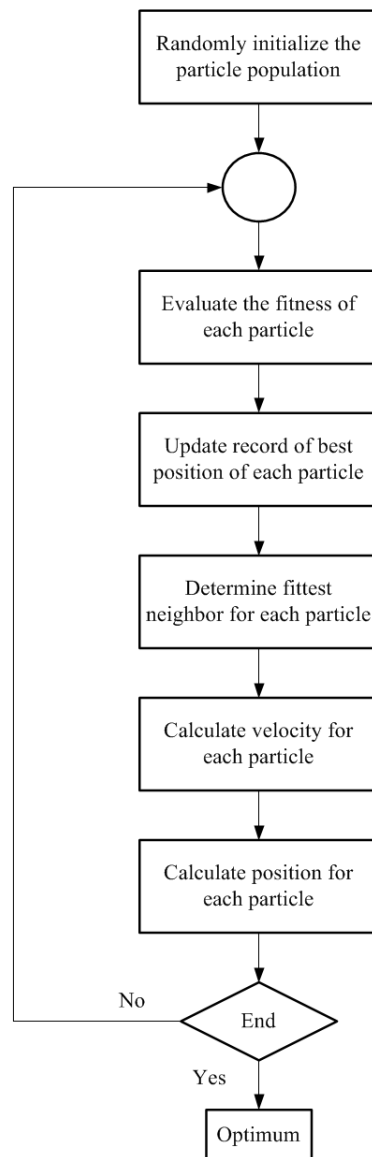 Randomly initialize the
particle population
Evaluate the fitness of
each particle
Update record of best
position of each particle
Determine fittest
neighbor for each particle
Calculate velocity for
each particle
Calculate position for
each particle
No
End
Yes
Optimum